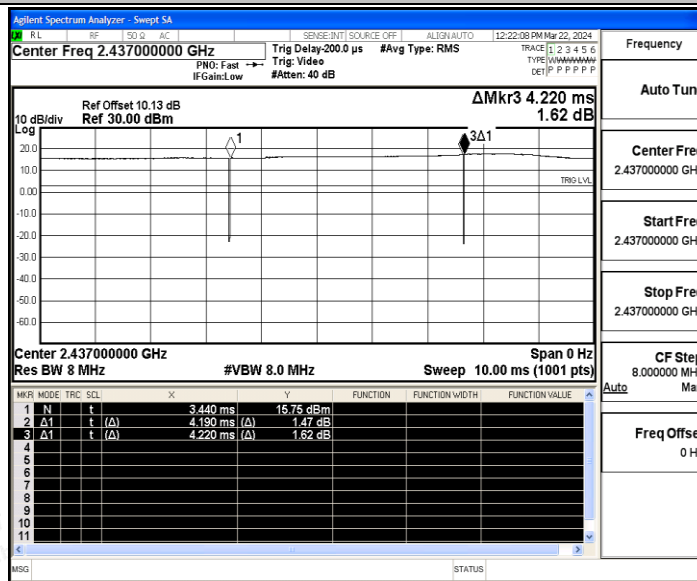 Agilent Spectrum Analyzer - Swept SA
RL RF 50 Ω AC SENSE:INT SOURCE OFF ALIGN AUTO 12:22:08 PM Mar 22, 2024
Center Freq 2.437000000 GHz
PNO: Fast
IFGain:Low
Trig Delay-200.0 µs
Trig: Video
#Atten: 40 dB
#Avg Type: RMS
TRACE 1 2 3 4 5 6
TYPE
DET P P P P P P
Ref Offset 10.13 dB
10 dB/div Ref 30.00 dBm
Log
ΔMkr3 4.220 ms
1.62 dB
1
3Δ1
20.0
10.0
TRIG LVL
0.00
-10.0
-20.0
-30.0
-40.0
-50.0
-60.0
Center 2.437000000 GHz Span 0 Hz
Res BW 8 MHz #VBW 8.0 MHz Sweep 10.00 ms (1001 pts)
MKR MODE TRC SCL X Y FUNCTION FUNCTION WIDTH FUNCTION VALUE
1 N t 3.440 ms 15.75 dBm
2 Δ1 t (Δ) 4.190 ms (Δ) 1.47 dB
3 Δ1 t (Δ) 4.220 ms (Δ) 1.62 dB
4
5
6
7
8
9
10
11
MSG STATUS
Frequency
Auto Tun
Center Fre
2.437000000 GH
Start Fre
2.437000000 GH
Stop Fre
2.437000000 GH
CF Step
8.000000 MH
Auto Ma
Freq Offse
0 H